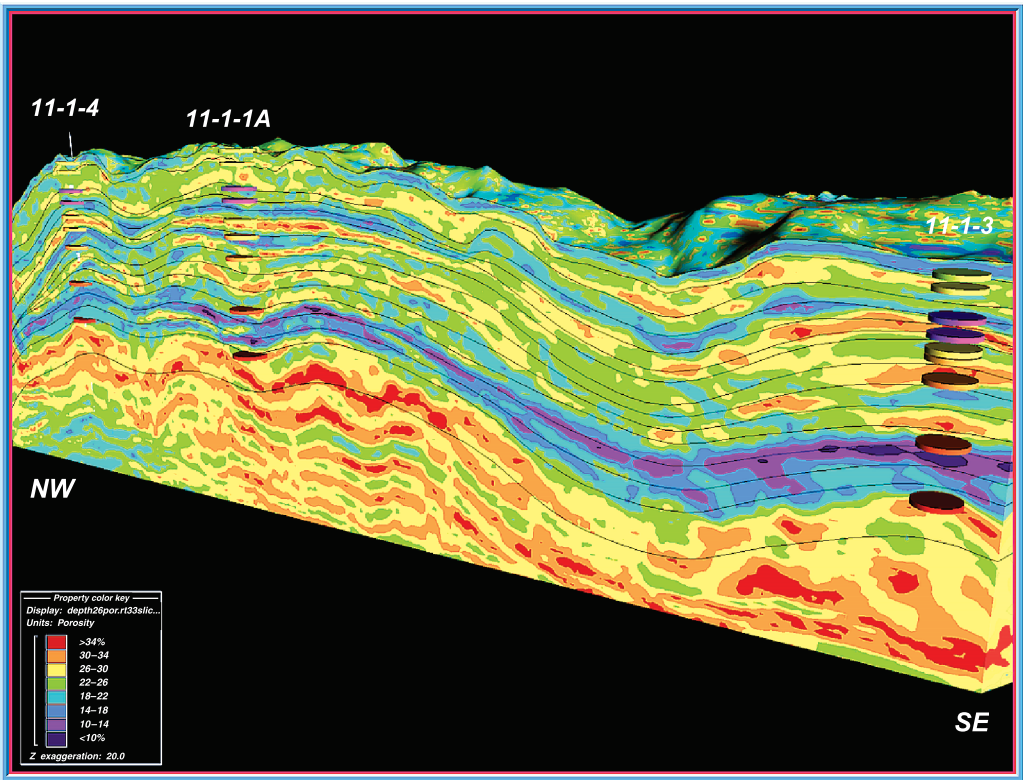 11-1-4
11-1-1A
11-1-3
NW
SE
Property color key
Display: depth26por.rt33slic...
Units: Porosity
>34%
30–34
26–30
22–26
18–22
14–18
10–14
<10%
Z exaggeration: 20.0